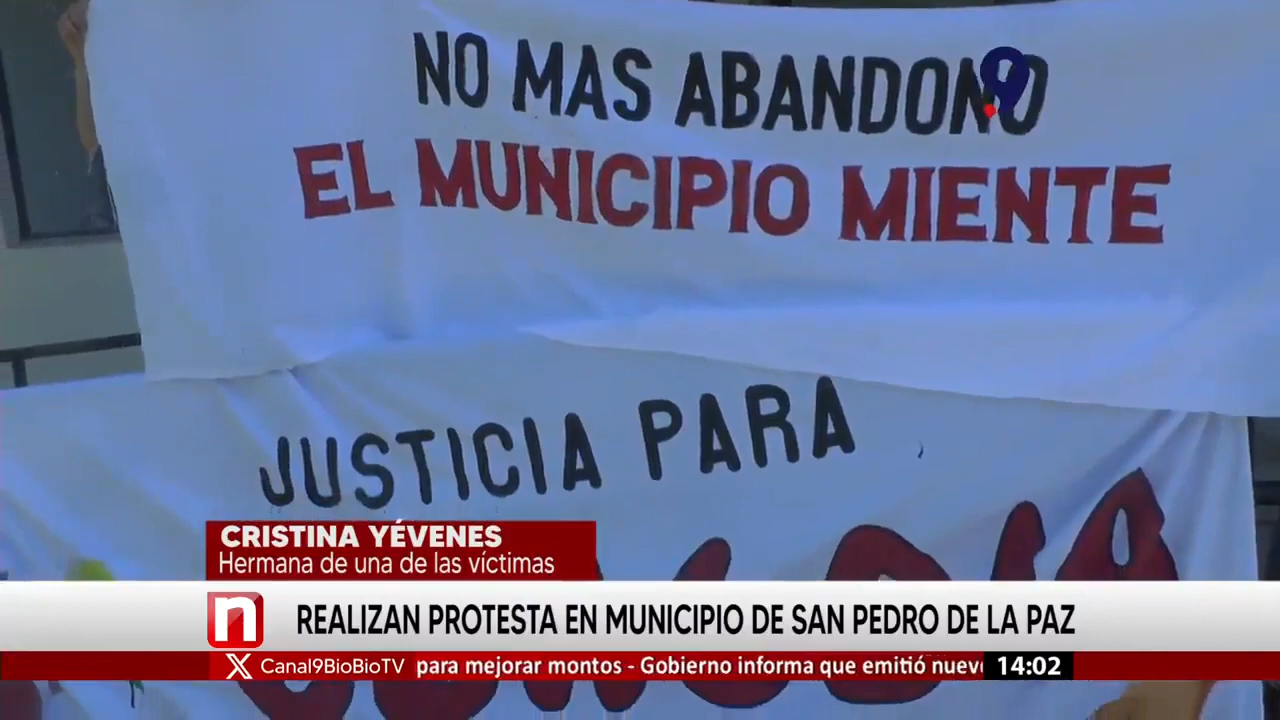 NO MAS ABANDONO
EL MUNICIPIO MIENTE
JUSTICIA PARA
CRISTINA YÉVENES
Hermana de una de las víctimas
n
REALIZAN PROTESTA EN MUNICIPIO DE SAN PEDRO DE LA PAZ
X Canal9BioBioTV para mejorar montos - Gobierno informa que emitió nuev 14:02